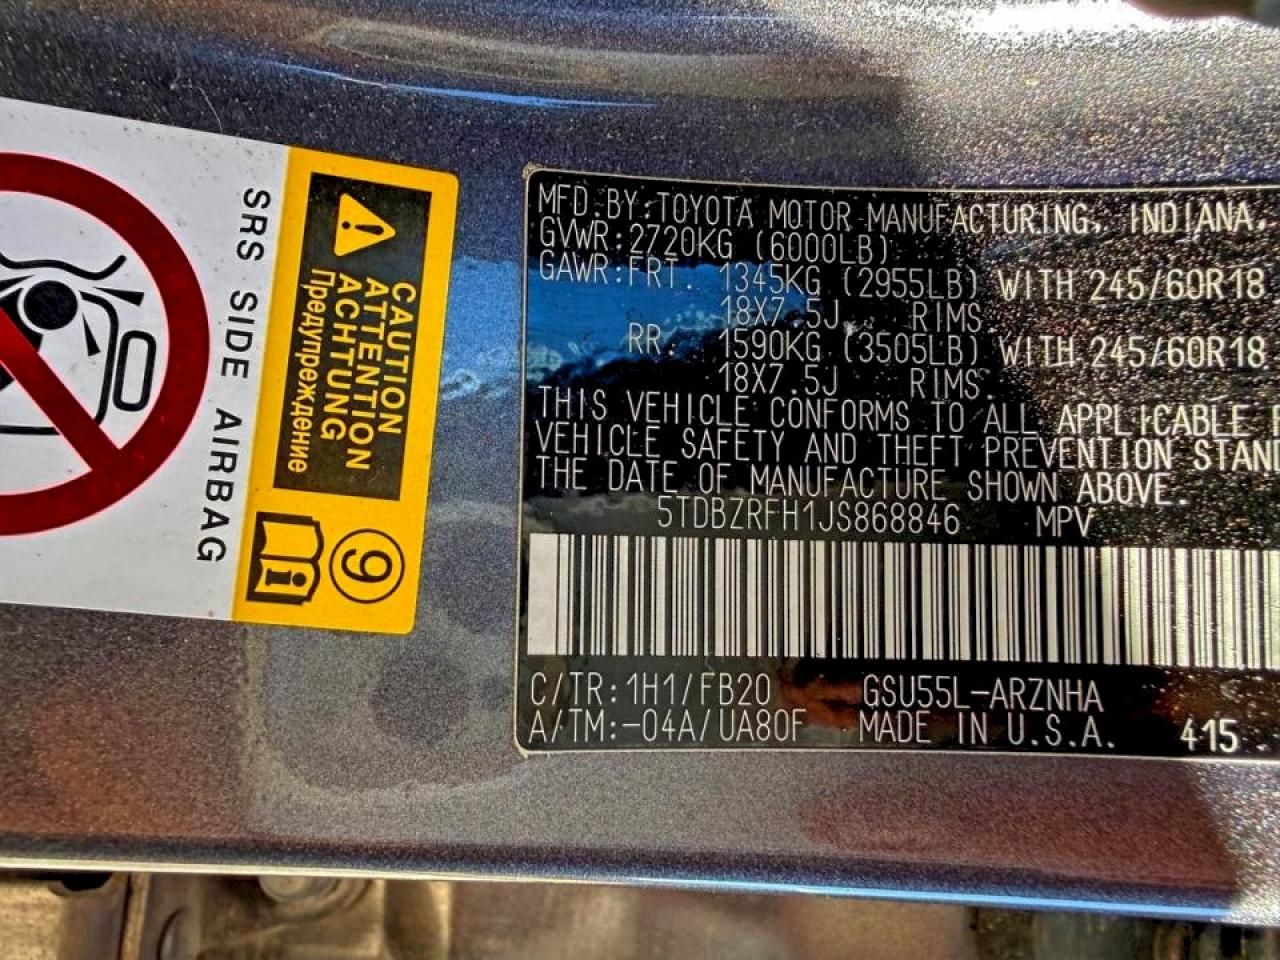 SRS SIDE AIRBAG
CAUTION
ATTENTION
ACHTUNG
Предупреждение
9
i
MFD.BY:TOYOTA MOTOR MANUFACTURING, INDIANA,
GVWR:2720KG (6000LB)
GAWR:FRT. 1345KG (2955LB) WITH 245/60R18
18X7.5J RIMS
RR. 1590KG (3505LB) WITH 245/60R18
18X7.5J RIMS.
THIS VEHICLE CONFORMS TO ALL APPLICABLE
VEHICLE SAFETY AND THEFT PREVENTION
THE DATE OF MANUFACTURE SHOWN ABOVE.
5TDBZRFH1JS868846 MPV
C/TR:1H1/FB20 GSU55L-ARZNHA
A/TM:-04A/UA80F MADE IN U.S.A. 415